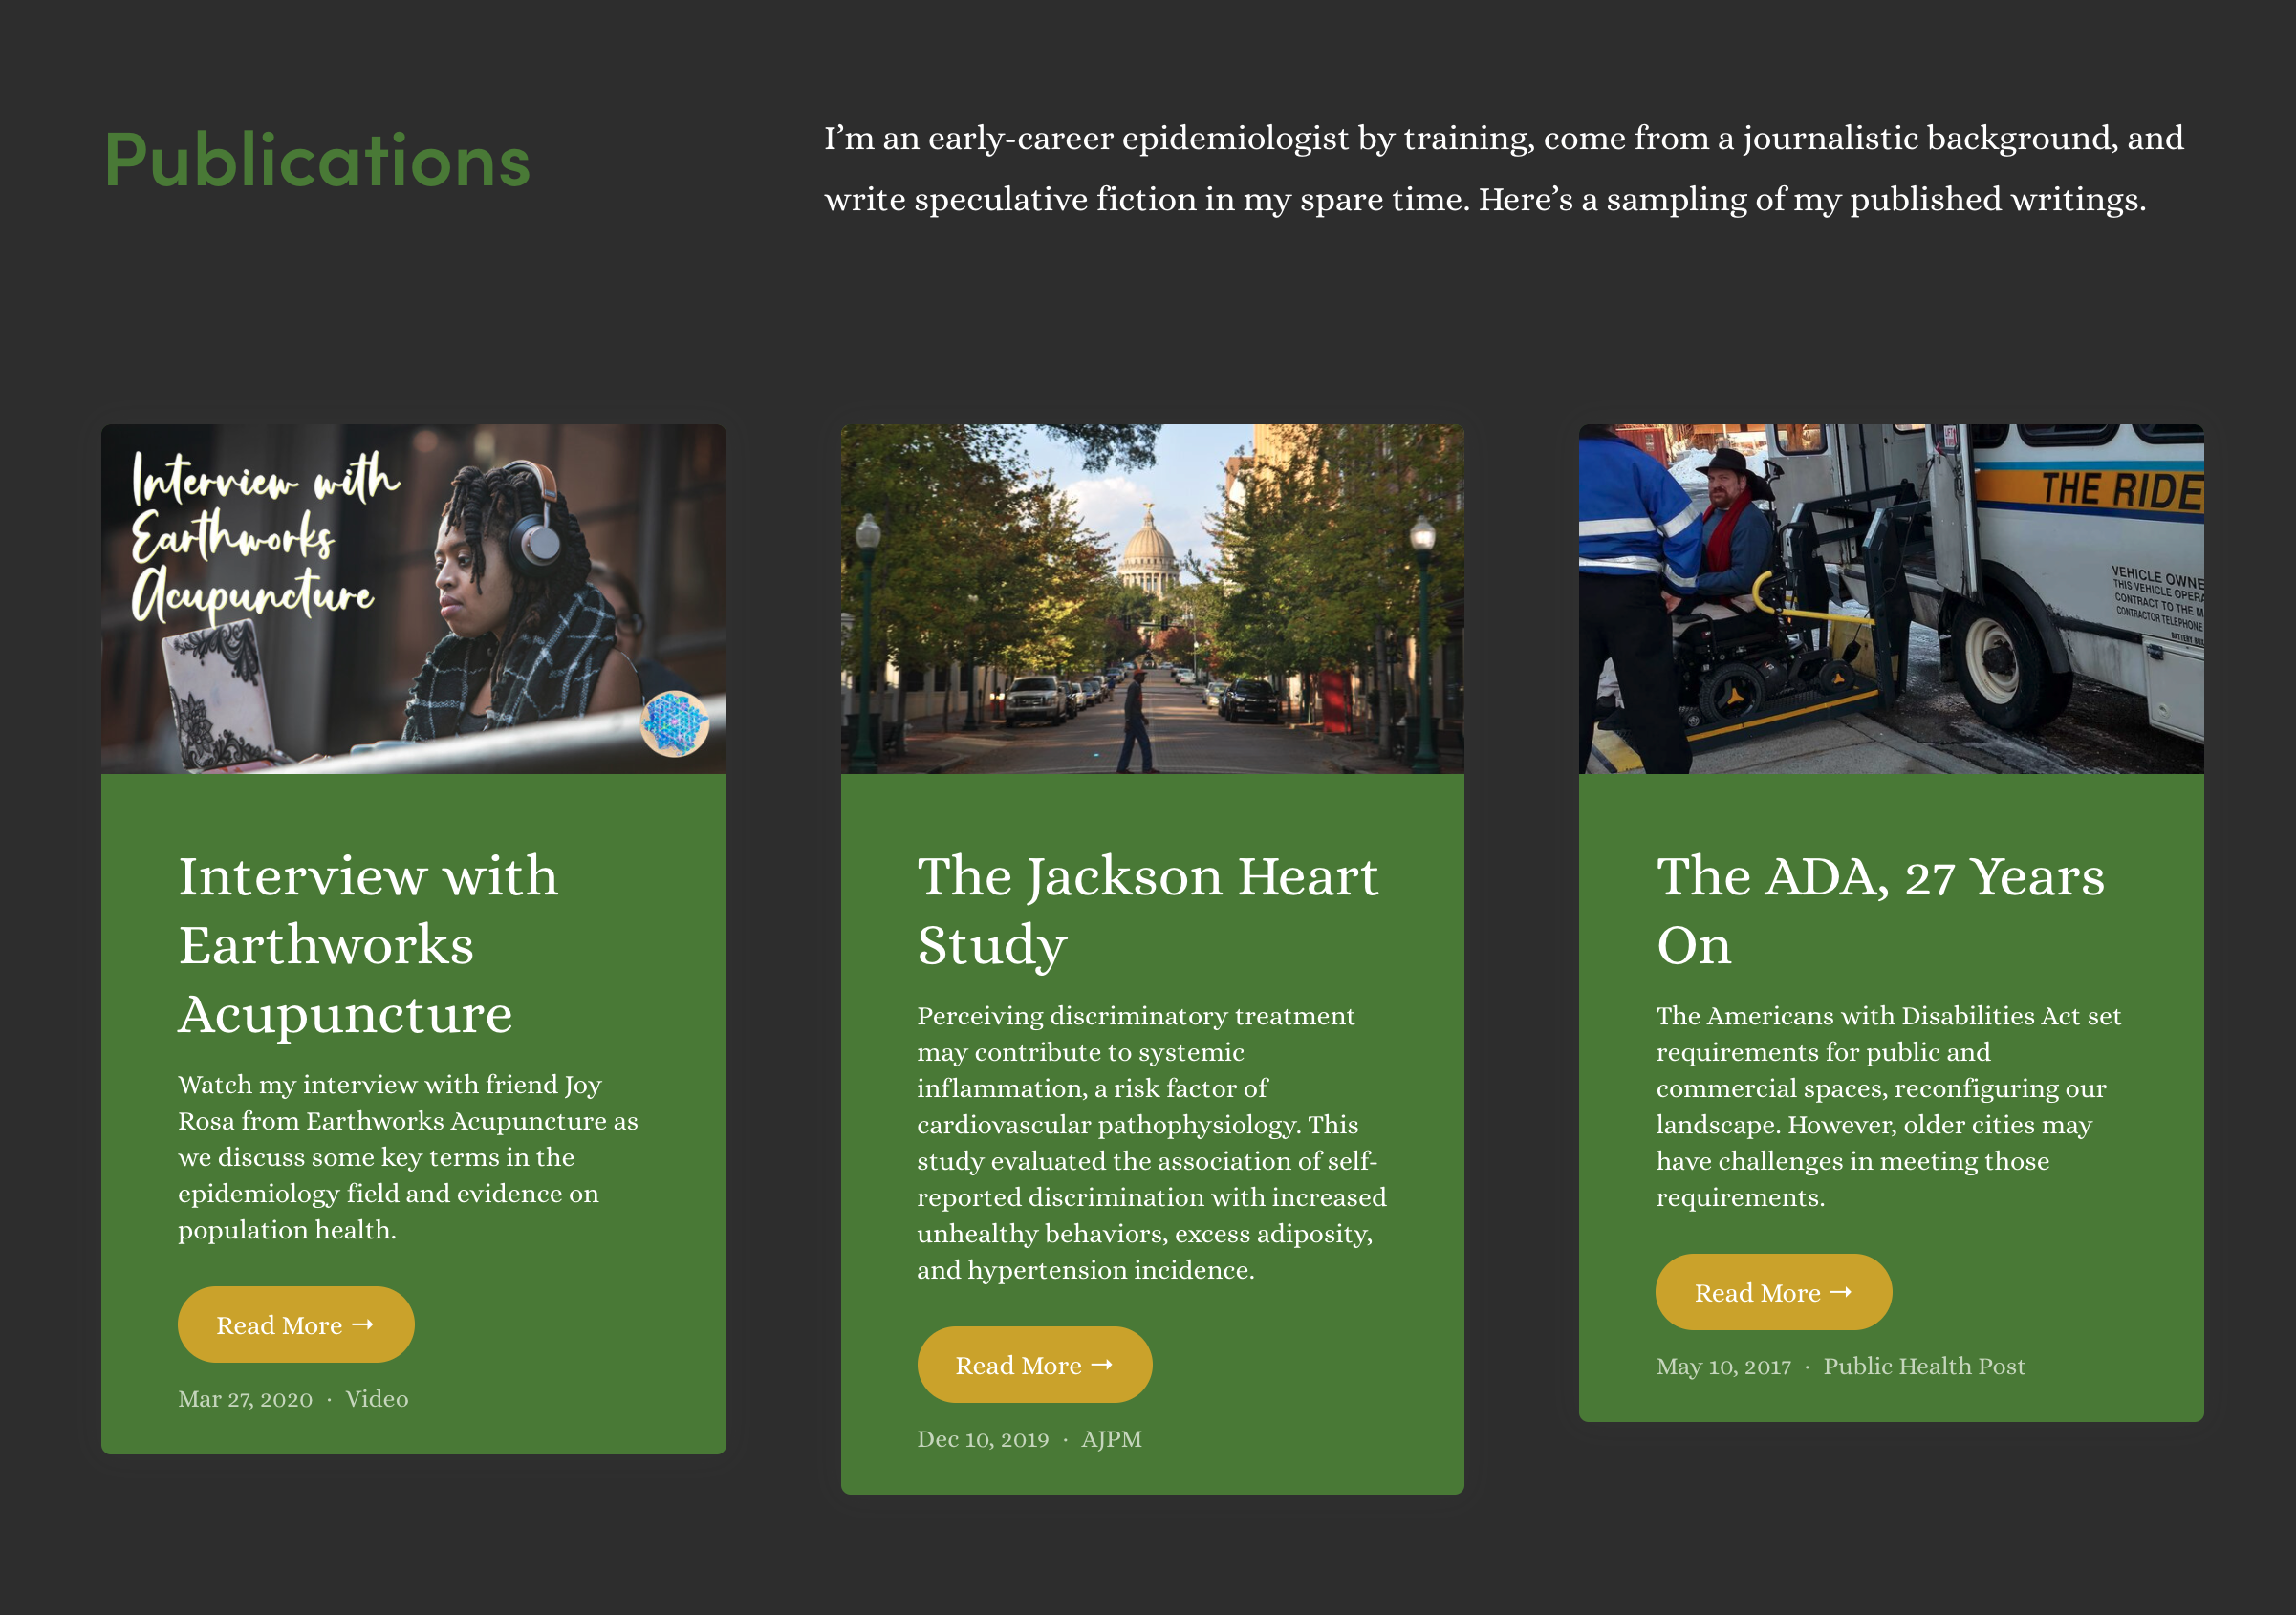 Publications
I’m an early-career epidemiologist by training, come from a journalistic background, and
write speculative fiction in my spare time. Here’s a sampling of my published writings.
Interview with
Earthworks
Acupuncture
Interview with
Earthworks
Acupuncture
Watch my interview with friend Joy
Rosa from Earthworks Acupuncture as
we discuss some key terms in the
epidemiology field and evidence on
population health.
Read More →
Mar 27, 2020 · Video
The Jackson Heart
Study
Perceiving discriminatory treatment
may contribute to systemic
inflammation, a risk factor of
cardiovascular pathophysiology. This
study evaluated the association of self-
reported discrimination with increased
unhealthy behaviors, excess adiposity,
and hypertension incidence.
Read More →
Dec 10, 2019 · AJPM
THE RIDE
VEHICLE OWNE
THIS VEHICLE OPERA
CONTRACT TO THE M
CONTRACTOR TELEPHONE
The ADA, 27 Years
On
The Americans with Disabilities Act set
requirements for public and
commercial spaces, reconfiguring our
landscape. However, older cities may
have challenges in meeting those
requirements.
Read More →
May 10, 2017 · Public Health Post